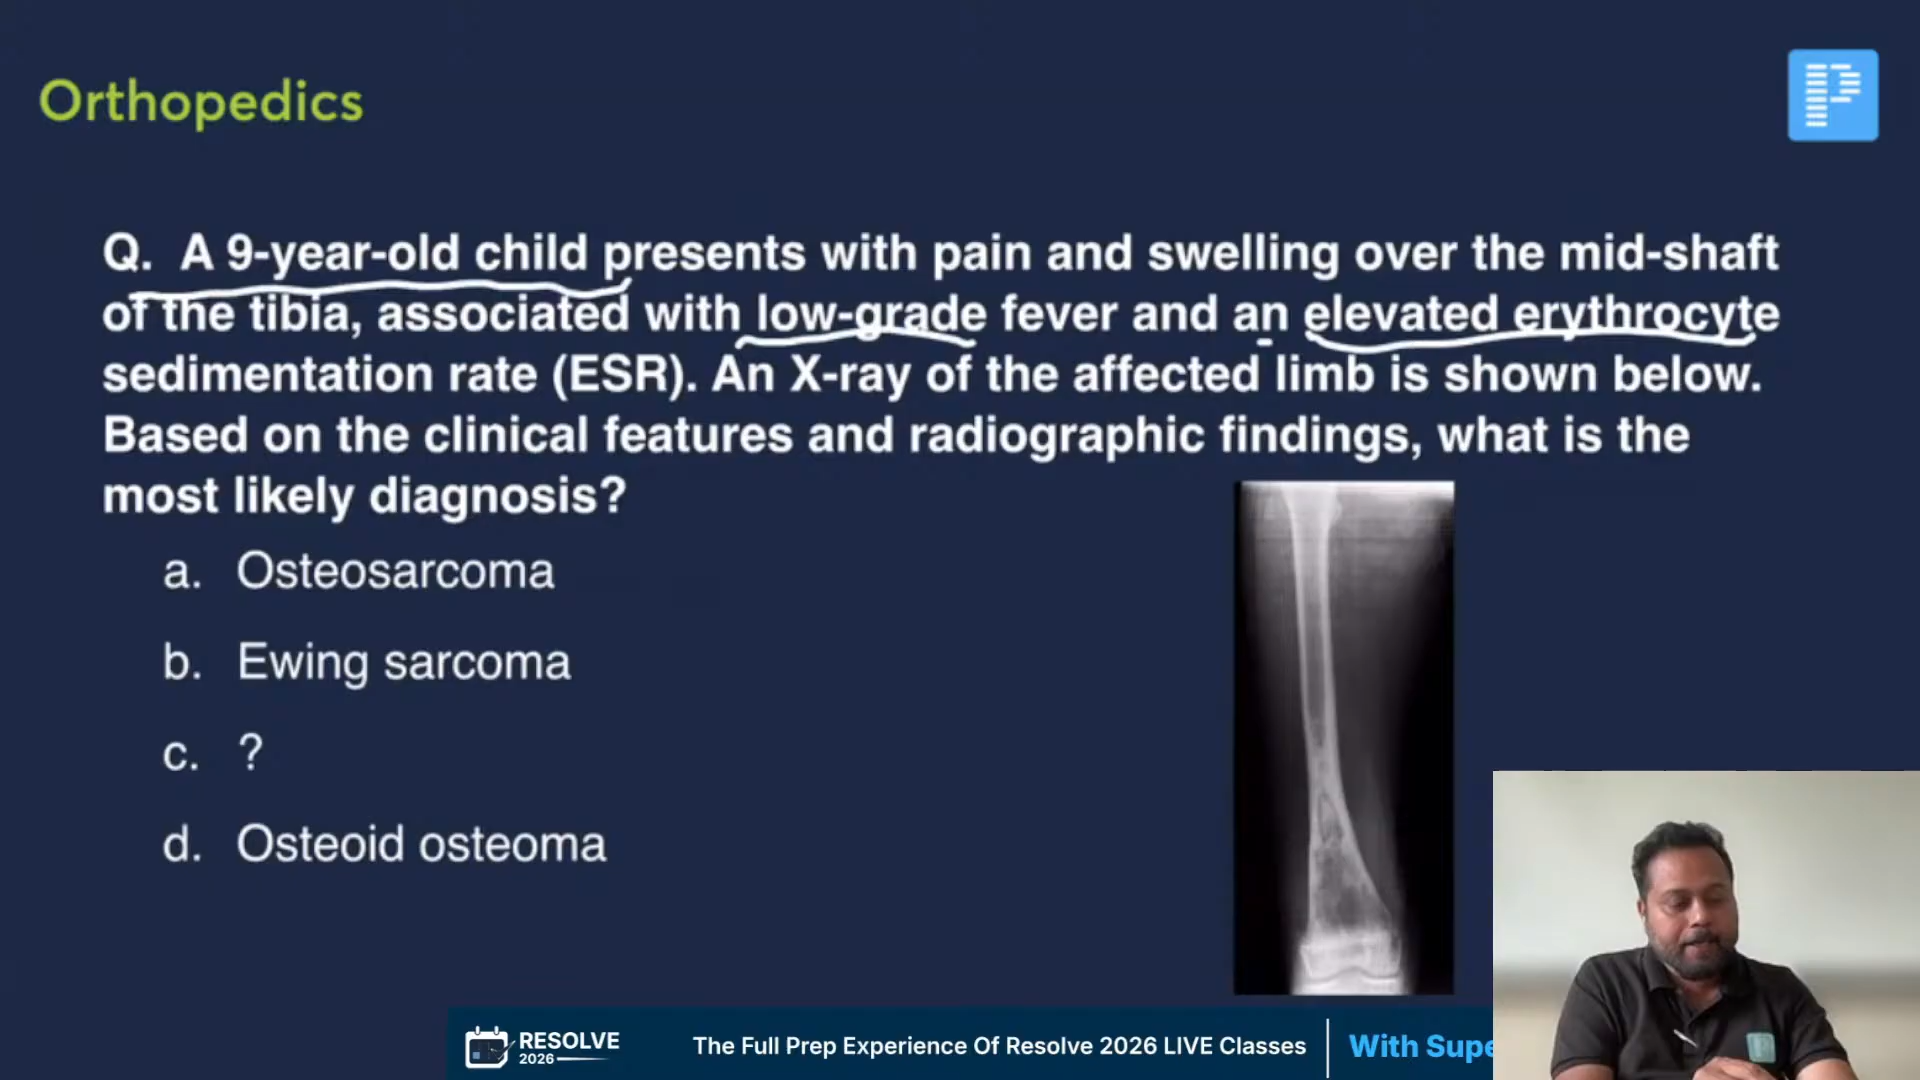 Orthopedics
Q. A 9-year-old child presents with pain and swelling over the mid-shaft
of the tibia, associated with low-grade fever and an elevated erythrocyte
sedimentation rate (ESR). An X-ray of the affected limb is shown below.
Based on the clinical features and radiographic findings, what is the
most likely diagnosis?
a. Osteosarcoma
b. Ewing sarcoma
c. ?
d. Osteoid osteoma
RESOLVE
2026
The Full Prep Experience Of Resolve 2026 LIVE Classes
With Supe